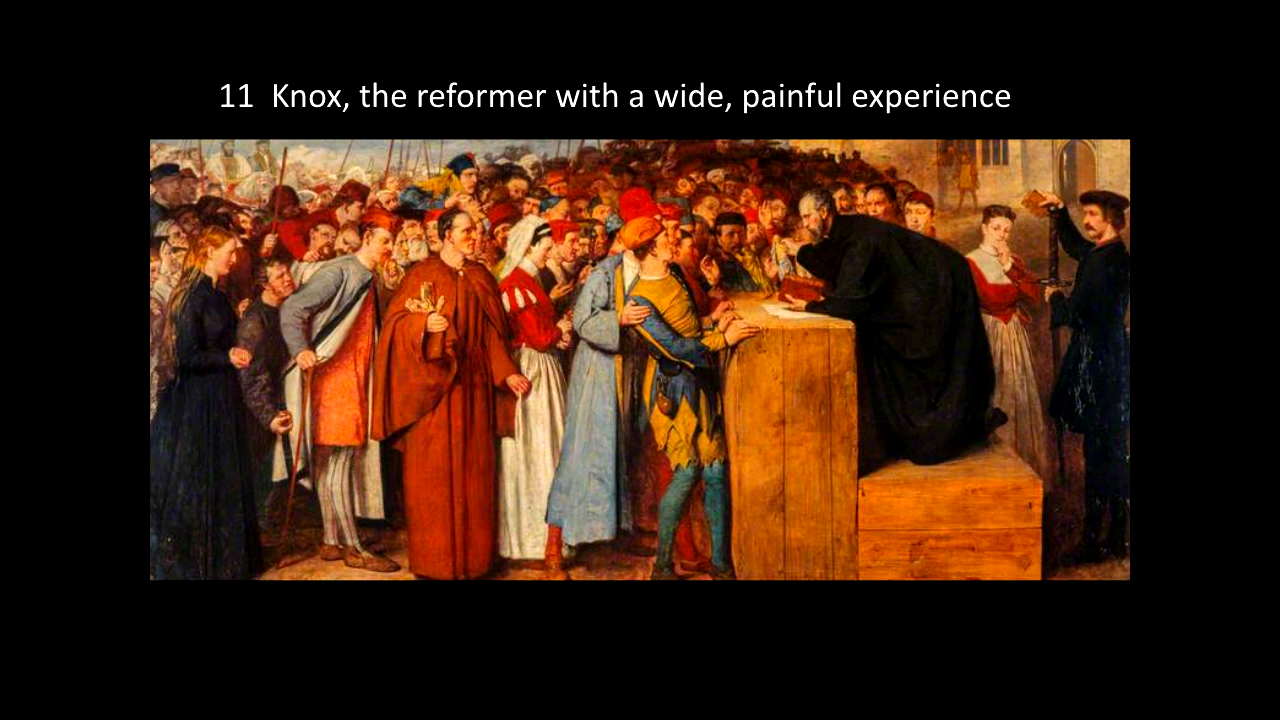 11  Knox, the reformer with a wide, painful experience